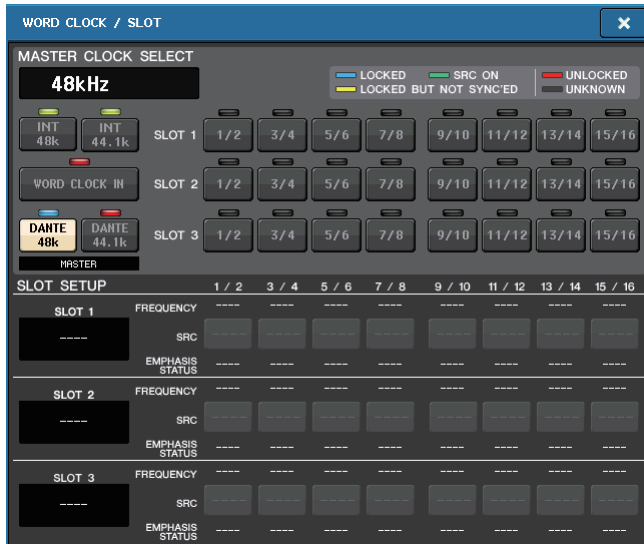 WORD CLOCK / SLOT
MASTER CLOCK SELECT
48kHz
LOCKED SRC ON UNLOCKED
LOCKED BUT NOT SYNC'ED UNKNOWN
INT 48k INT 44.1k SLOT 1 1/2 3/4 5/6 7/8 9/10 11/12 13/14 15/16
WORD CLOCK IN SLOT 2 1/2 3/4 5/6 7/8 9/10 11/12 13/14 15/16
DANTE 48k DANTE 44.1k SLOT 3 1/2 3/4 5/6 7/8 9/10 11/12 13/14 15/16
MASTER
SLOT SETUP 1 / 2 3 / 4 5 / 6 7 / 8 9 / 10 11 / 12 13 / 14 15 / 16
SLOT 1 FREQUENCY ---- ---- ---- ---- ---- ---- ---- ----
---- SRC ---- ---- ---- ---- ---- ---- ---- ----
EMPHASIS STATUS ---- ---- ---- ---- ---- ---- ---- ----
SLOT 2 FREQUENCY ---- ---- ---- ---- ---- ---- ---- ----
---- SRC ---- ---- ---- ---- ---- ---- ---- ----
EMPHASIS STATUS ---- ---- ---- ---- ---- ---- ---- ----
SLOT 3 FREQUENCY ---- ---- ---- ---- ---- ---- ---- ----
---- SRC ---- ---- ---- ---- ---- ---- ---- ----
EMPHASIS STATUS ---- ---- ---- ---- ---- ---- ---- ----